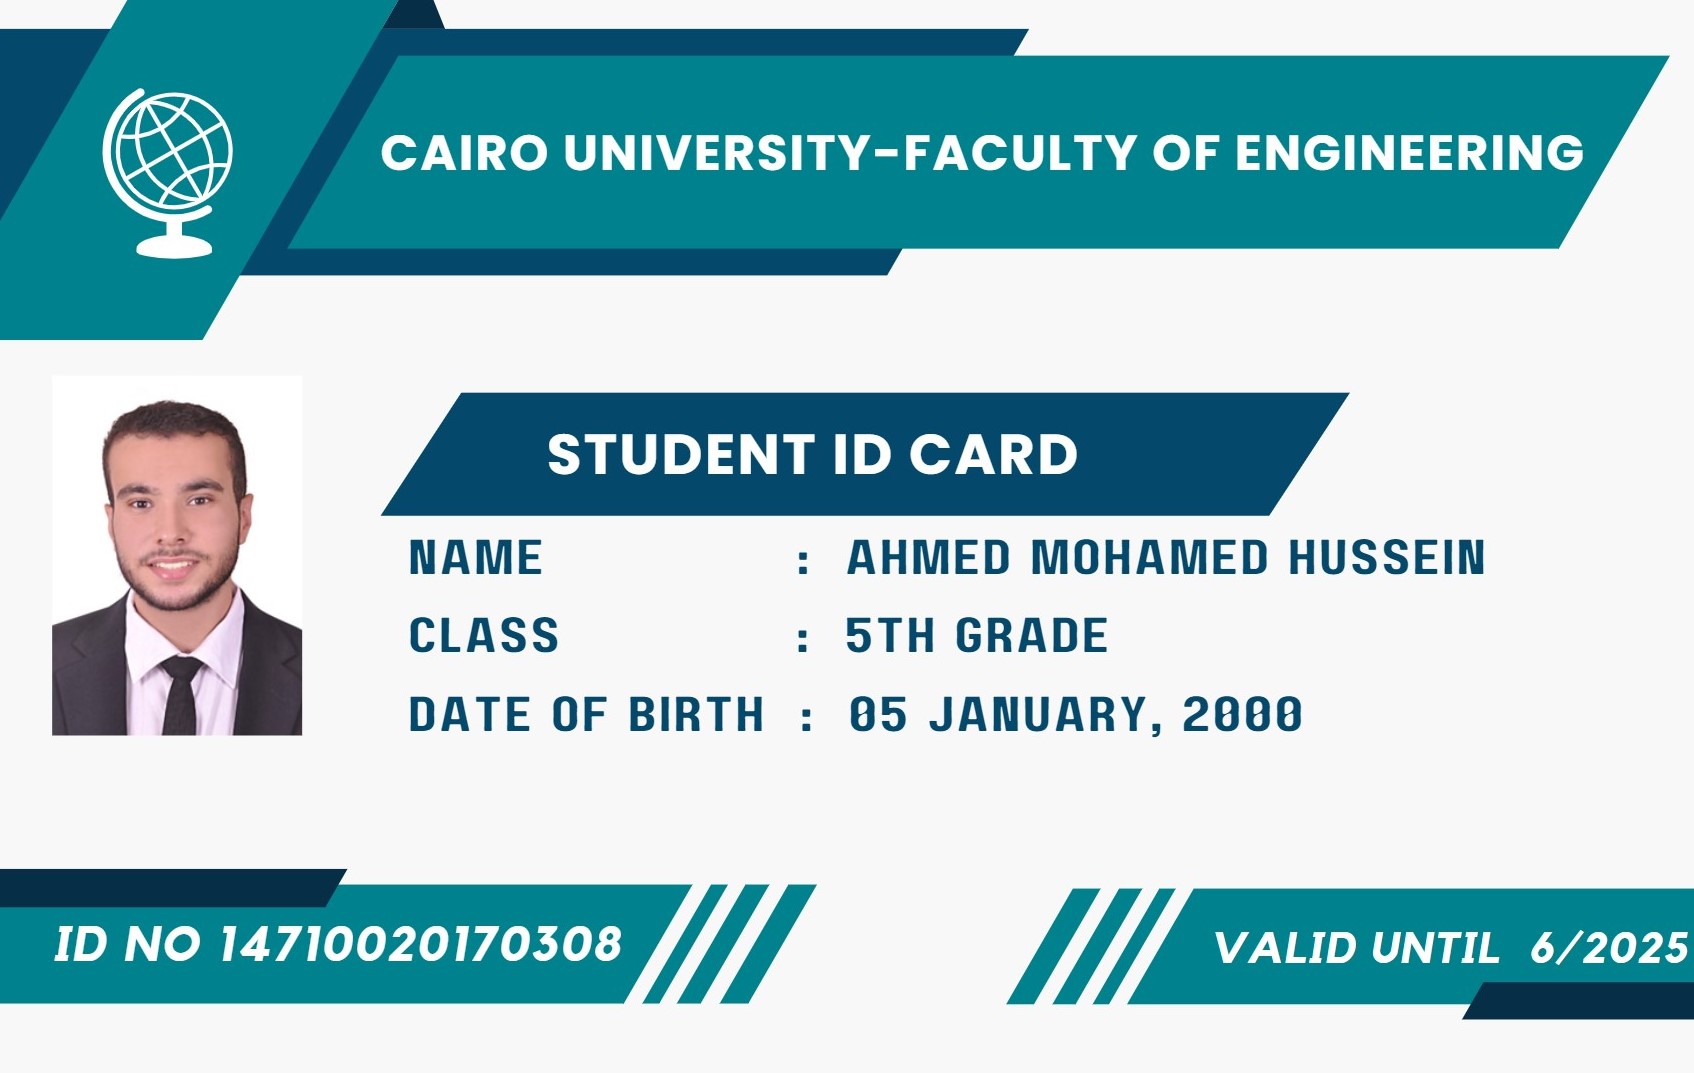 CAIRO UNIVERSITY-FACULTY OF ENGINEERING
STUDENT ID CARD
NAME : AHMED MOHAMED HUSSEIN
CLASS : 5TH GRADE
DATE OF BIRTH : 05 JANUARY, 2000
ID NO 14710020170308
VALID UNTIL 6/2025